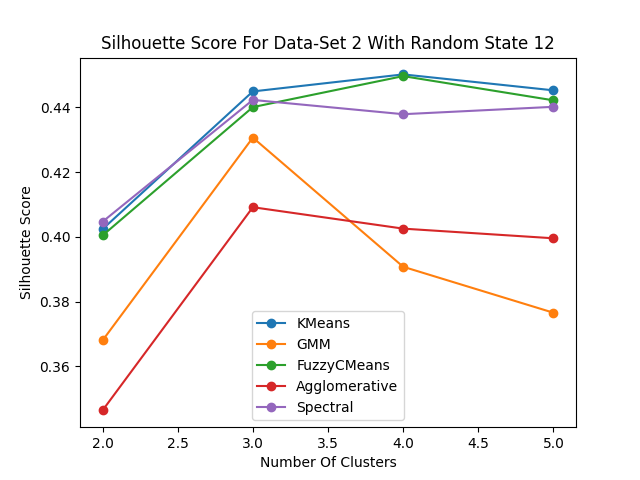 Silhouette Score For Data-Set 2 With Random State 12
Silhouette Score
0.44
0.42
0.40
0.38
0.36
KMeans
GMM
FuzzyCMeans
Agglomerative
Spectral
2.0 2.5 3.0 3.5 4.0 4.5 5.0
Number Of Clusters